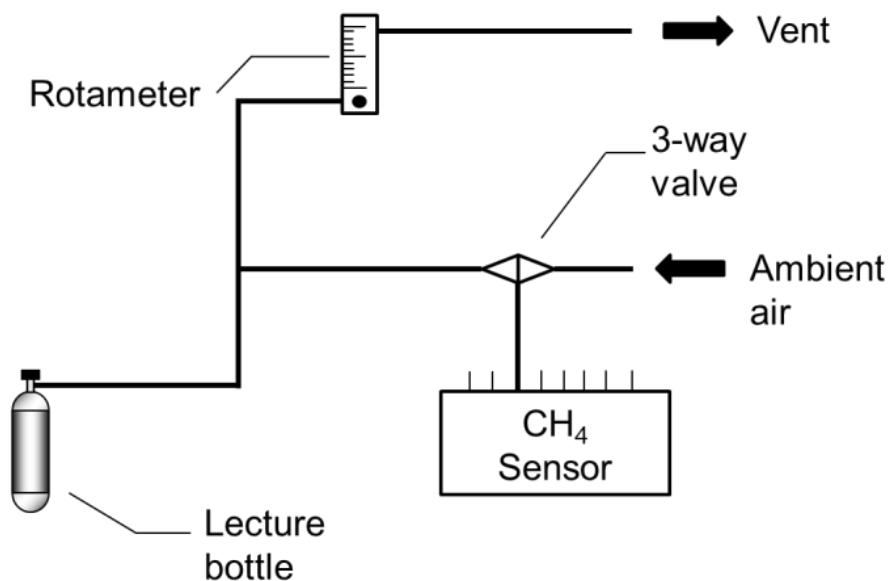 Vent
Rotameter
3-way
valve
Ambient
air
CH₄
Sensor
Lecture
bottle